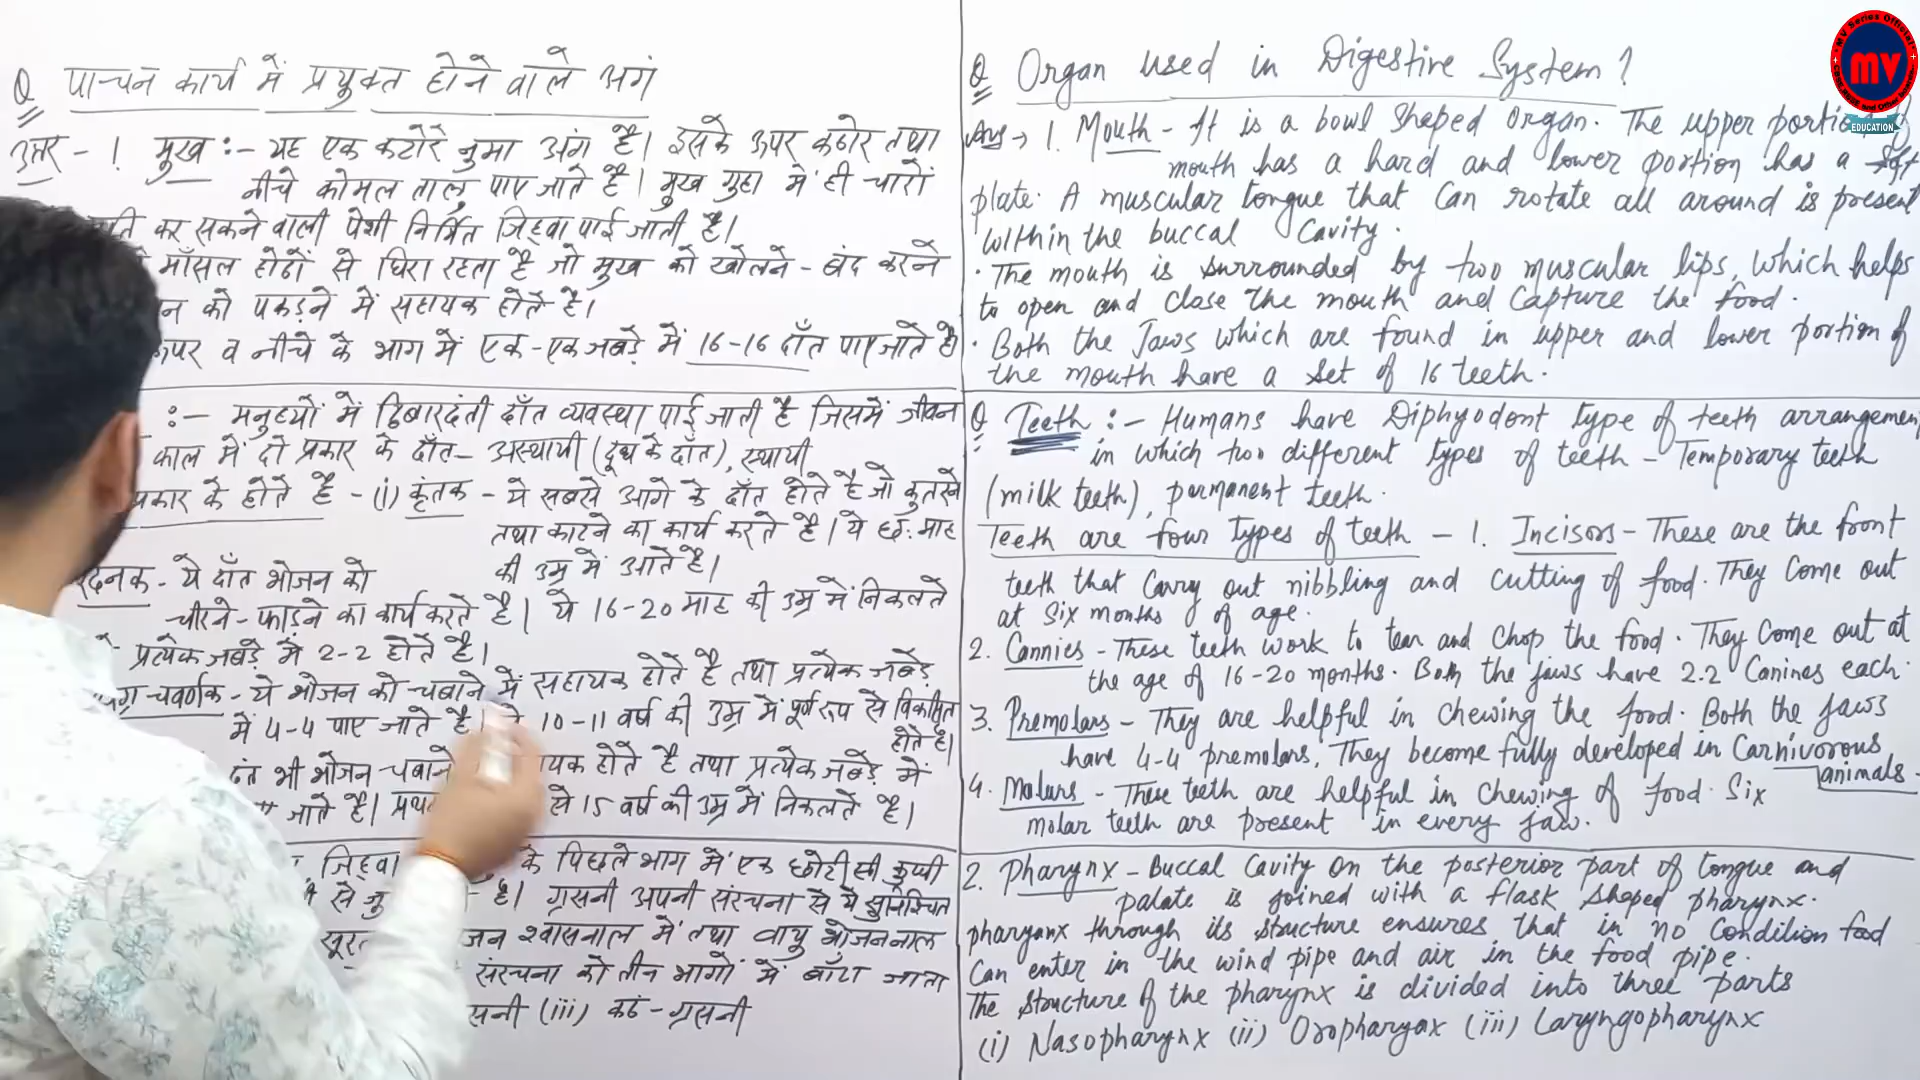 Q पाचन कार्य में प्रयुक्त होने वाले अगं
उत्तर - 1 मुख :- यह एक कटोरे नुमा अंग है। इसके ऊपर कठोर तथा
नीचे कोमल तालु पाए जाते है। मुख गुहा में ही चारों
कर सकने वाली पेशी निर्मित जिह्वा पाई जाती है।
माँसल होठों से घिरा रहता है जो मुख को खोलने - बंद करने
को पकड़ने में सहायक होते है।
व नीचे के भाग में एक-एक जबड़े में 16-16 दाँत पाए जाते है
:- मनुष्यों में द्विबारदंती दाँत व्यवस्था पाई जाती है जिसमें जीवन
काल में दो प्रकार के दाँत- अस्थायी (दूध के दाँत), स्थायी
प्रकार के होते है - (i) कृंतक - ये सबसे आगे के दाँत होते है जो कुतरने
तथा काटने का कार्य करते है। ये छः माह
की उम्र में आते है।
रदनक - ये दाँत भोजन को
चीरने - फाड़ने का कार्य करते है। ये 16-20 माह की उम्र में निकलते
प्रत्येक जबड़े में 2-2 होते है।
चवर्णक - ये भोजन को चबाने में सहायक होते है तथा प्रत्येक जबड़े
में 4-4 पाए जाते है। 10-11 वर्ष की उम्र में पूर्ण रूप से विकसित
होते है।
भी भोजन चबाने होते है तथा प्रत्येक जबड़े में
जाते है। से 15 वर्ष की उम्र में निकलते है।
जिह्वा के पिछले भाग में एक छोटी सी कुप्पी
से है। ग्रसनी अपनी संरचना से ये सुनिश्चित
श्वासनाल में तथा वायु भोजननाल
संरचना को तीन भागों में बाँटा जाता
(iii) कंठ - ग्रसनी
Q Organ used in Digestive System?
Ans → 1. Mouth - It is a bowl shaped organ. The upper portion of
mouth has a hard and lower portion has a soft
plate. A muscular tongue that can rotate all around is present
within the buccal cavity.
· The mouth is surrounded by two muscular lips, which helps
to open and close the mouth and capture the food.
· Both the Jaws which are found in upper and lower portion of
the mouth have a set of 16 teeth.
Q Teeth :- Humans have Diphyodont type of teeth arrangement
in which two different types of teeth - Temporary teeth
(milk teeth), permanent teeth.
Teeth are four types of teeth - 1. Incisors - These are the front
teeth that carry out nibbling and cutting of food. They come out
at six months of age.
2. Cannies - These teeth work to tear and chop the food. They come out at
the age of 16-20 months. Both the jaws have 2.2 Canines each.
3. Premolars - They are helpful in chewing the food. Both the jaws
have 4-4 premolars, They become fully developed in Carnivorous
animals -
4. Molars - These teeth are helpful in chewing of food. Six
molar teeth are present in every jaw.
2. Pharynx - Buccal Cavity on the posterior part of tongue and
palate is joined with a flask shaped pharynx.
pharyanx through its structure ensures that in no condition food
can enter in the wind pipe and air in the food pipe.
The structure of the pharynx is divided into three parts
(i) Nasopharynx (ii) Oropharyax (iii) Laryngopharynx
MV Series Official
MV
EDUCATION